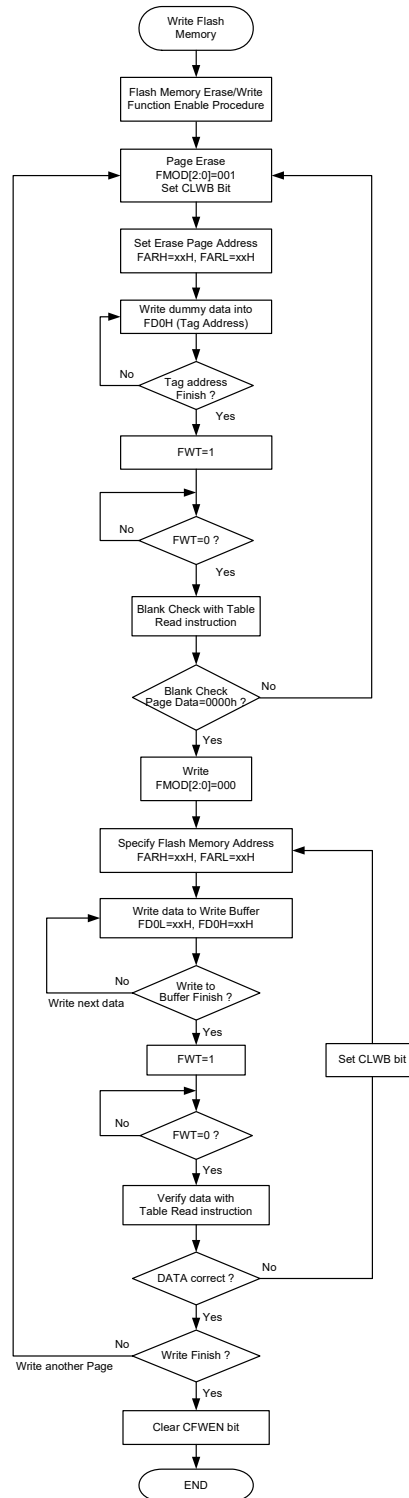 Write Flash
Memory
Flash Memory Erase/Write
Function Enable Procedure
Page Erase
FMOD[2:0]=001
Set CLWB Bit
Set Erase Page Address
FARH=xxH, FARL=xxH
Write dummy data into
FD0H (Tag Address)
No
Tag address
Finish ?
Yes
FWT=1
No
FWT=0 ?
Yes
Blank Check with Table
Read instruction
Blank Check
Page Data=0000h ?
No
Yes
Write
FMOD[2:0]=000
Specify Flash Memory Address
FARH=xxH, FARL=xxH
Write data to Write Buffer
FD0L=xxH, FD0H=xxH
No
Write to
Buffer Finish ?
Write next data
Yes
FWT=1
Set CLWB bit
No
FWT=0 ?
Yes
Verify data with
Table Read instruction
DATA correct ?
No
Yes
No
Write Finish ?
Write another Page
Yes
Clear CFWEN bit
END